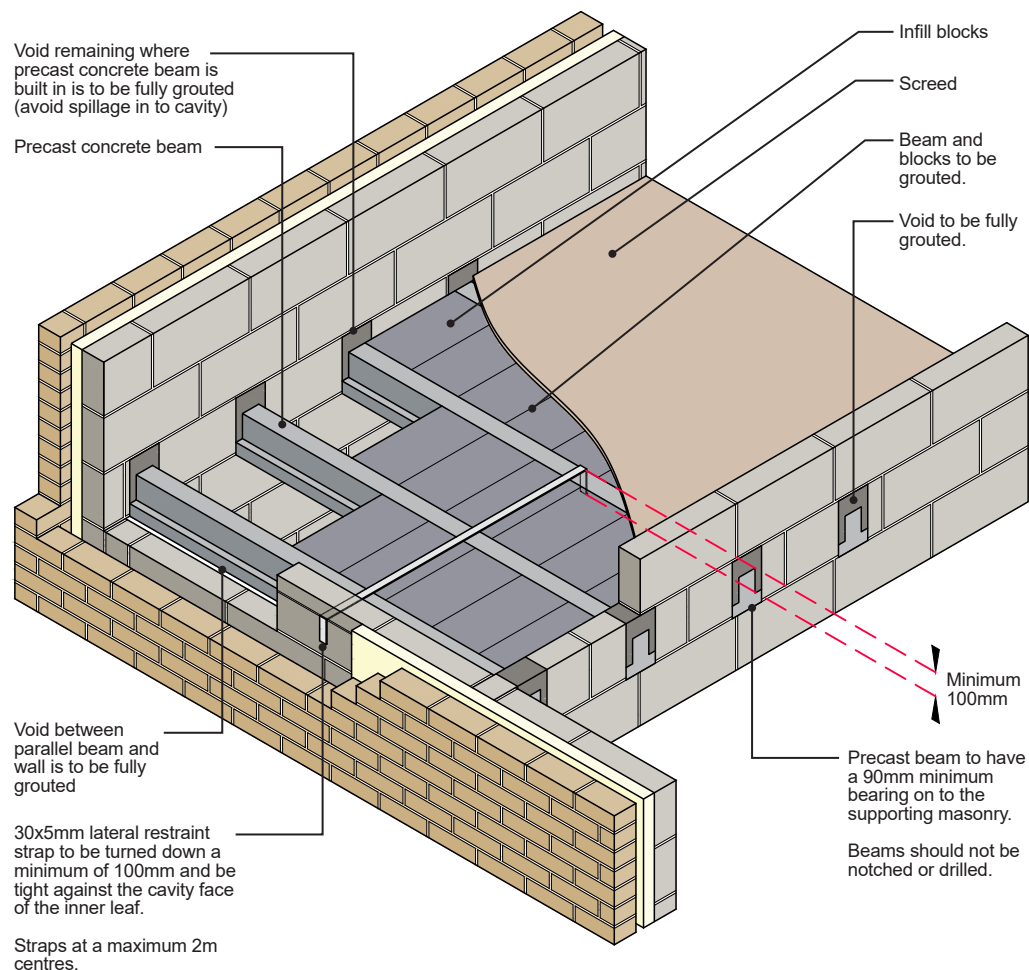 Void remaining where
precast concrete beam is
built in is to be fully grouted
(avoid spillage in to cavity)
Precast concrete beam
Infill blocks
Screed
Beam and
blocks to be
grouted.
Void to be fully
grouted.
Minimum
100mm
Void between
parallel beam and
wall is to be fully
grouted
30x5mm lateral restraint
strap to be turned down a
minimum of 100mm and be
tight against the cavity face
of the inner leaf.
Straps at a maximum 2m
centres.
Precast beam to have
a 90mm minimum
bearing on to the
supporting masonry.
Beams should not be
notched or drilled.